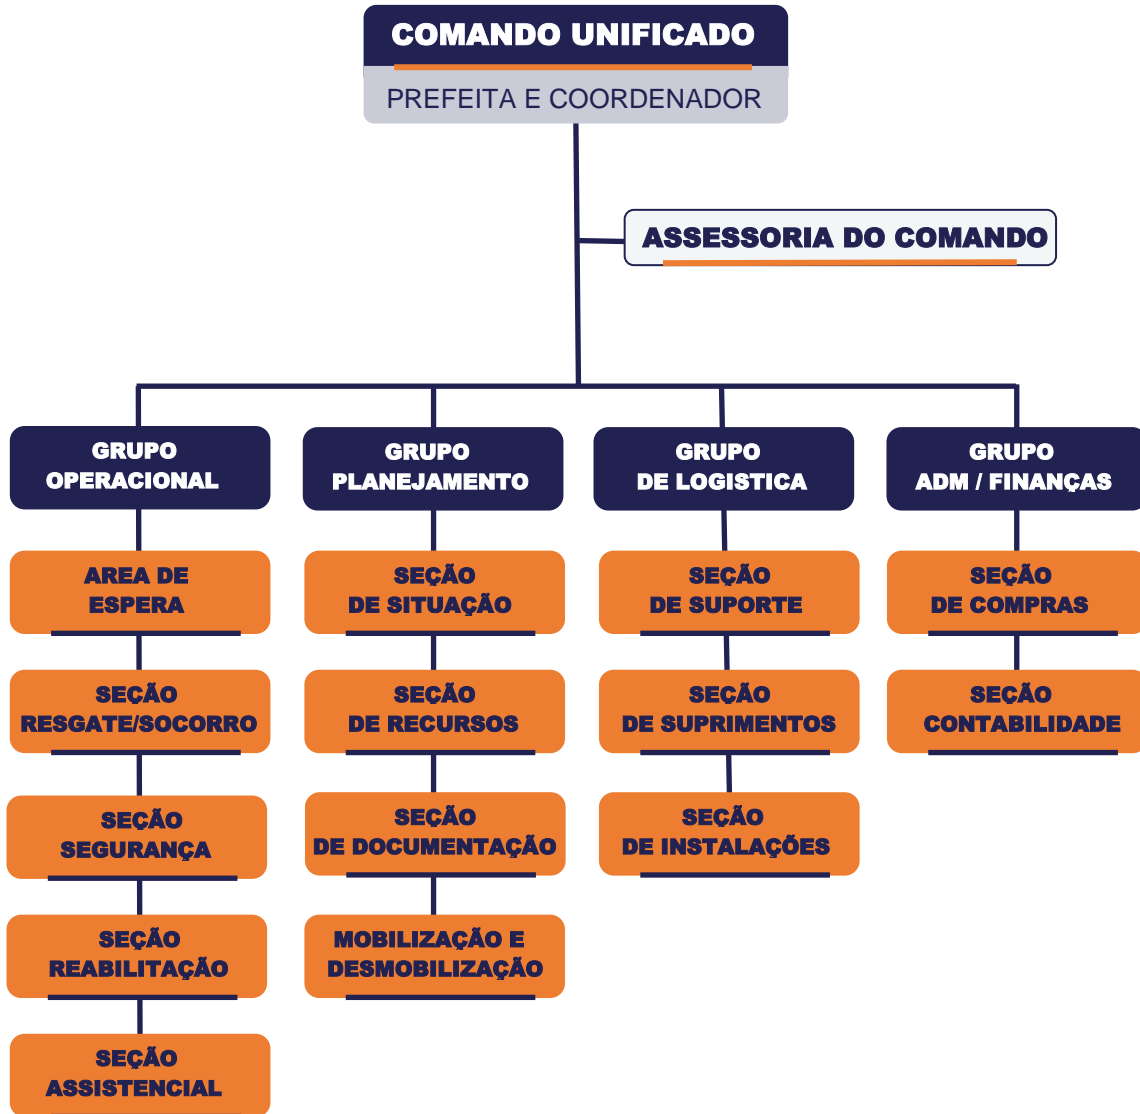 COMANDO UNIFICADO
PREFEITA E COORDENADOR
ASSESSORIA DO COMANDO
GRUPO
OPERACIONAL
GRUPO
PLANEJAMENTO
GRUPO
DE LOGISTICA
GRUPO
ADM / FINANÇAS
AREA DE
ESPERA
SEÇÃO
DE SITUAÇÃO
SEÇÃO
DE SUPORTE
SEÇÃO
DE COMPRAS
SEÇÃO
RESGATE/SOCORRO
SEÇÃO
DE RECURSOS
SEÇÃO
DE SUPRIMENTOS
SEÇÃO
CONTABILIDADE
SEÇÃO
SEGURANÇA
SEÇÃO
DE DOCUMENTAÇÃO
SEÇÃO
DE INSTALAÇÕES
SEÇÃO
REABILITAÇÃO
MOBILIZAÇÃO E
DESMOBILIZAÇÃO
SEÇÃO
ASSISTENCIAL